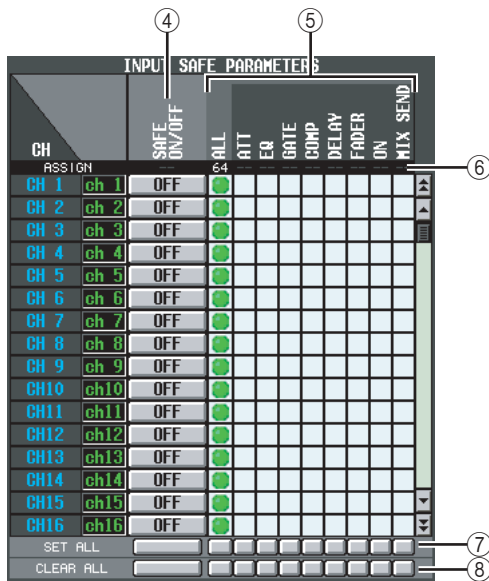 ④ ⑤
INPUT SAFE PARAMETERS
CH SAFE ON/OFF ALL ATT EQ GATE COMP DELAY FADER ON MIX SEND
ASSIGN -- 64 -- -- -- -- -- -- -- -- ⑥
CH 1 ch 1 OFF
CH 2 ch 2 OFF
CH 3 ch 3 OFF
CH 4 ch 4 OFF
CH 5 ch 5 OFF
CH 6 ch 6 OFF
CH 7 ch 7 OFF
CH 8 ch 8 OFF
CH 9 ch 9 OFF
CH10 ch10 OFF
CH11 ch11 OFF
CH12 ch12 OFF
CH13 ch13 OFF
CH14 ch14 OFF
CH15 ch15 OFF
CH16 ch16 OFF
SET ALL ⑦
CLEAR ALL ⑧